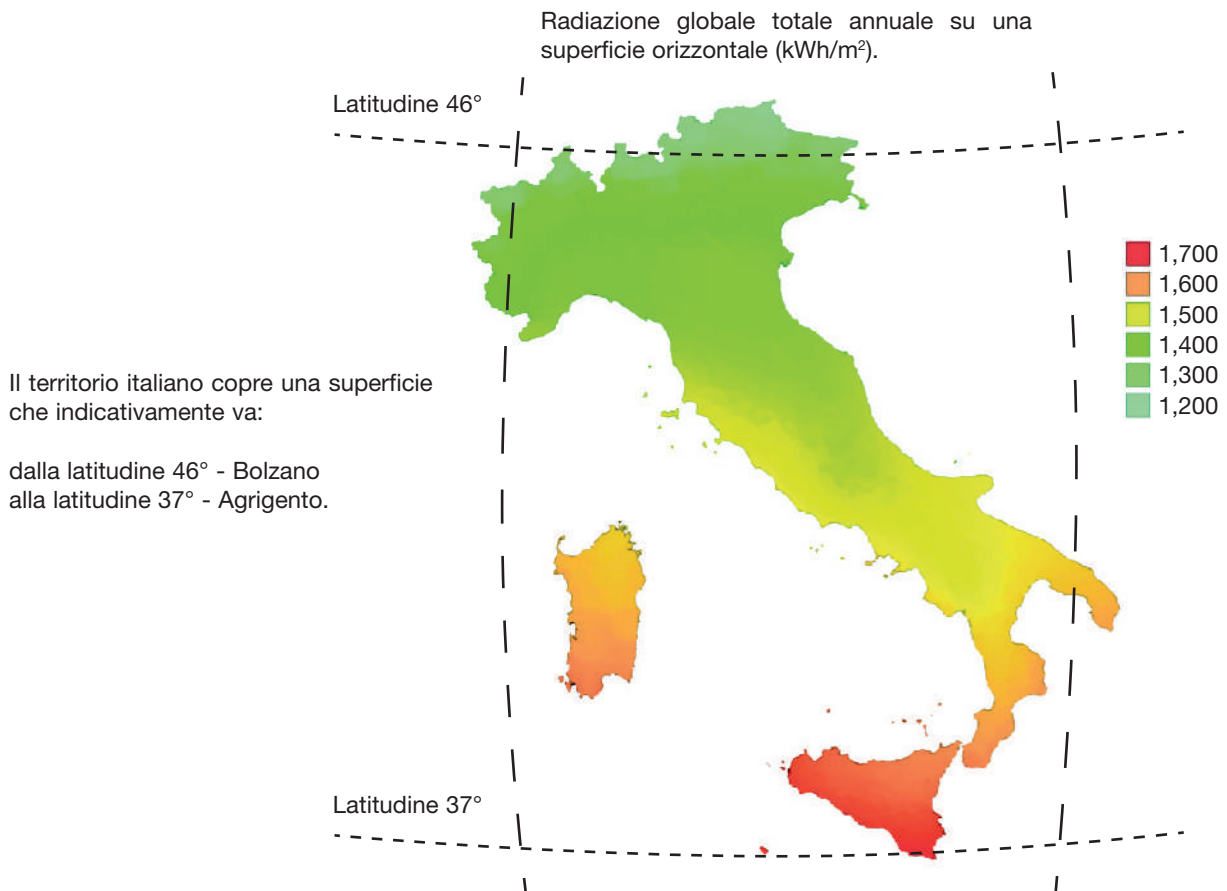 Radiazione globale totale annuale su una
superficie orizzontale (kWh/m²).
Latitudine 46°
1,700
1,600
1,500
1,400
1,300
1,200
Il territorio italiano copre una superficie
che indicativamente va:
dalla latitudine 46° - Bolzano
alla latitudine 37° - Agrigento.
Latitudine 37°